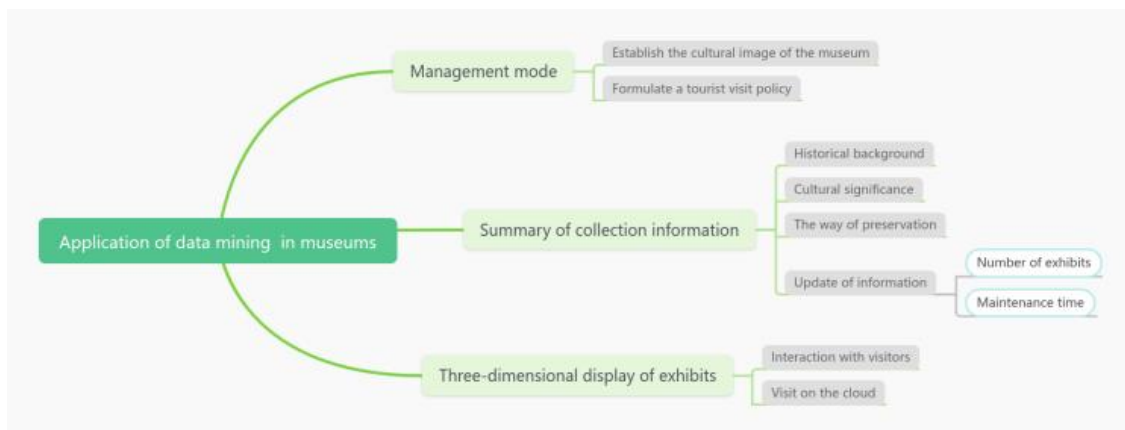 Application of data mining in museums
Management mode
Establish the cultural image of the museum
Formulate a tourist visit policy
Summary of collection information
Historical background
Cultural significance
The way of preservation
Update of information
Number of exhibits
Maintenance time
Three-dimensional display of exhibits
Interaction with visitors
Visit on the cloud